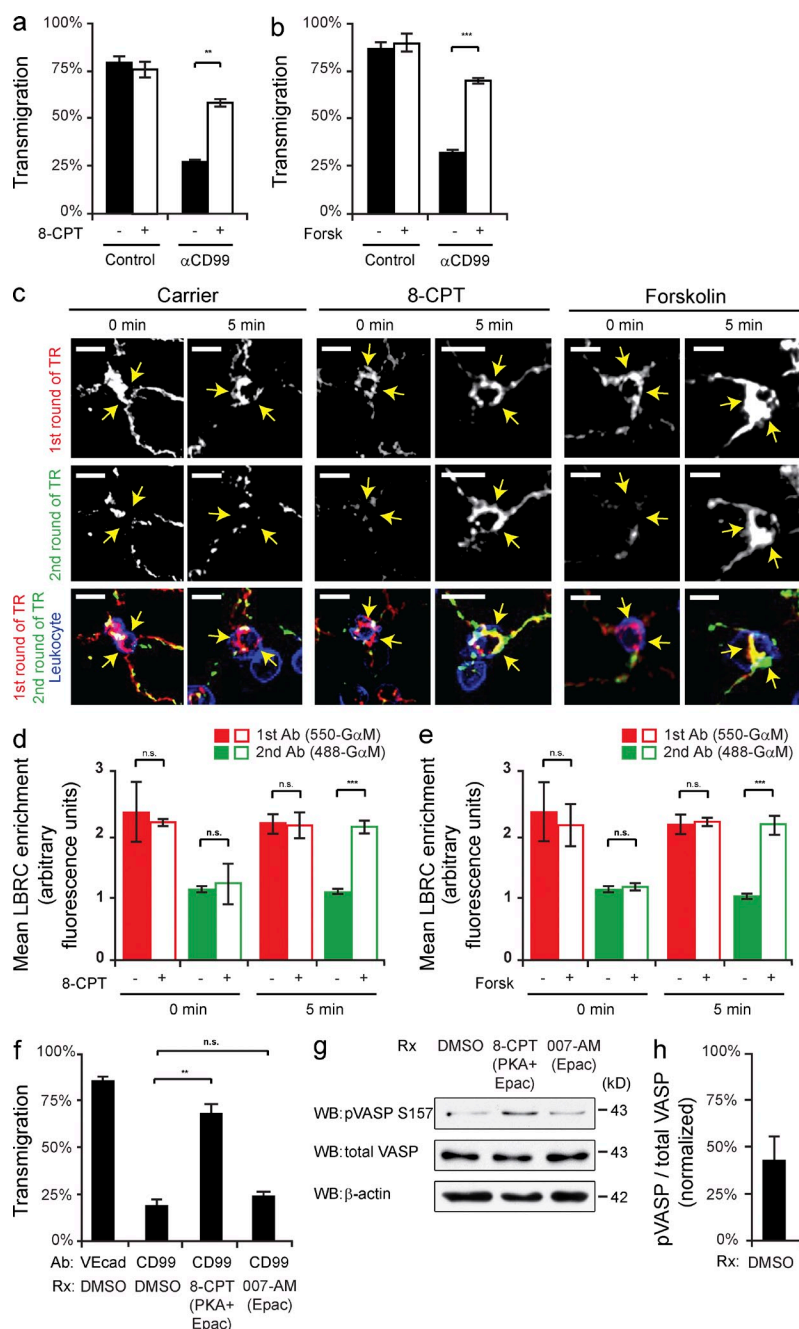 a
100%
75%
50%
25%
0%
Transmigration
**
8-CPT
- + - +
Control
αCD99
b
100%
75%
50%
25%
0%
Transmigration
***
Forsk
- + - +
Control
αCD99
c
Carrier
8-CPT
Forskolin
0 min
5 min
0 min
5 min
0 min
5 min
1st round of TR
2nd round of TR
1st round of TR
2nd round of TR
Leukocyte
d
1st Ab (550-GαM)
2nd Ab (488-GαM)
Mean LBRC enrichment
(arbitrary
fluorescence units)
3
2
1
0
n.s.
n.s.
n.s.
***
8-CPT
- + - + - + - +
0 min
5 min
e
1st Ab (550-GαM)
2nd Ab (488-GαM)
Mean LBRC enrichment
(arbitrary
fluorescence units)
3
2
1
0
n.s.
n.s.
n.s.
***
Forsk
- + - + - + - +
0 min
5 min
f
100%
75%
50%
25%
0%
Transmigration
n.s.
**
Ab: VEcad CD99 CD99 CD99
Rx: DMSO DMSO 8-CPT 007-AM
(PKA+ (Epac)
Epac)
g
Rx DMSO 8-CPT 007-AM
(PKA+ (Epac)
Epac) (kD)
WB: pVASP S157
43
WB: total VASP
43
WB: β-actin
42
h
100%
75%
50%
25%
0%
pVASP / total VASP
(normalized)
Rx: DMSO